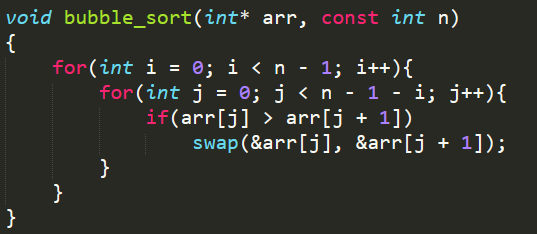 void bubble_sort(int* arr, const int n)
{
    for(int i = 0; i < n - 1; i++){
        for(int j = 0; j < n - 1 - i; j++){
            if(arr[j] > arr[j + 1])
                swap(&arr[j], &arr[j + 1]);
        }
    }
}